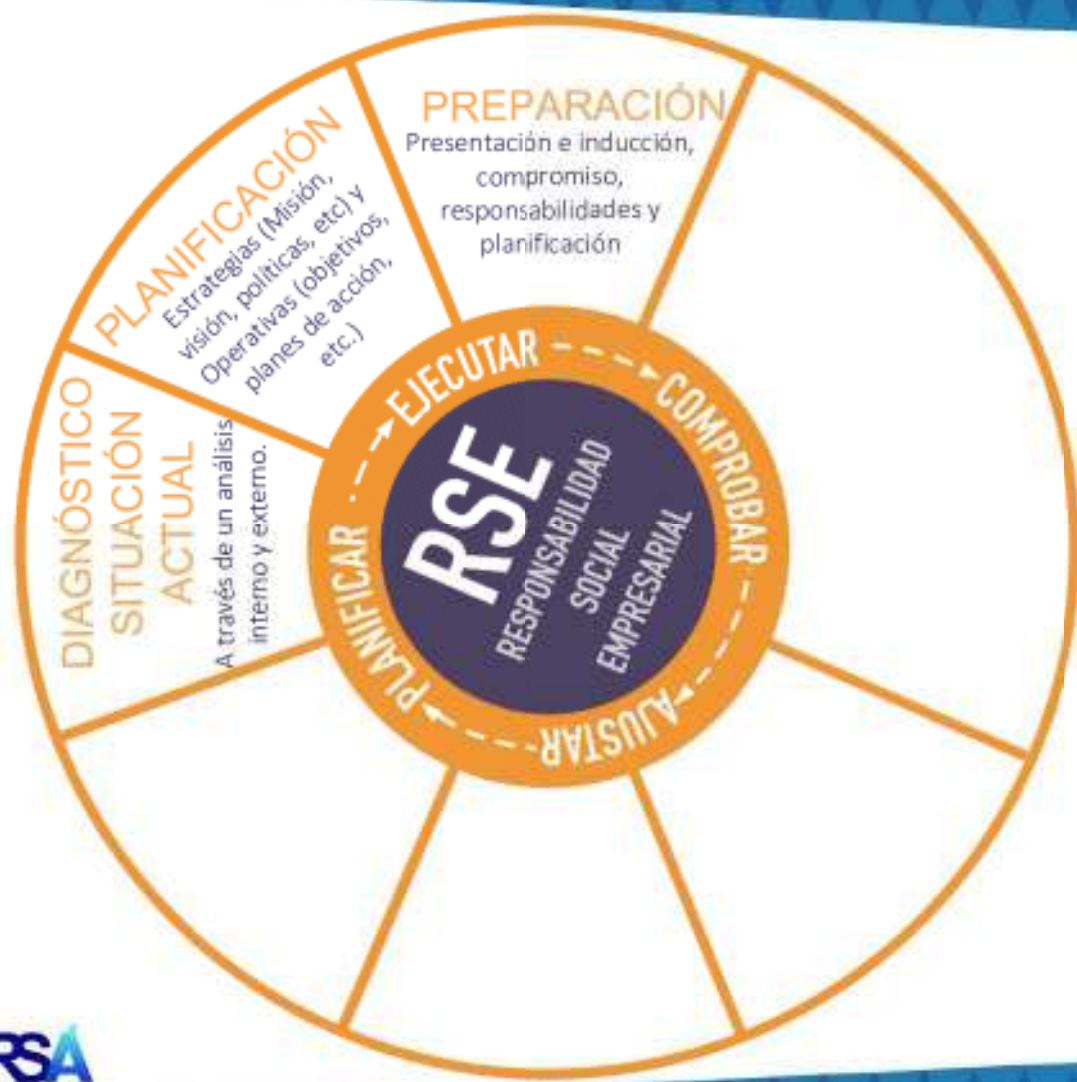 PREPARACIÓN
Presentación e inducción,
compromiso,
responsabilidades y
planificación
PLANIFICACIÓN
Estrategias (Misión,
visión, políticas, etc) y
Operativas (objetivos,
planes de acción,
etc.)
DIAGNÓSTICO
SITUACIÓN
ACTUAL
A través de un análisis
interno y externo.
PLANIFICAR
EJECUTAR
COMPROBAR
AJUSTAR
RSE
RESPONSABILIDAD
SOCIAL
EMPRESARIAL
RSA